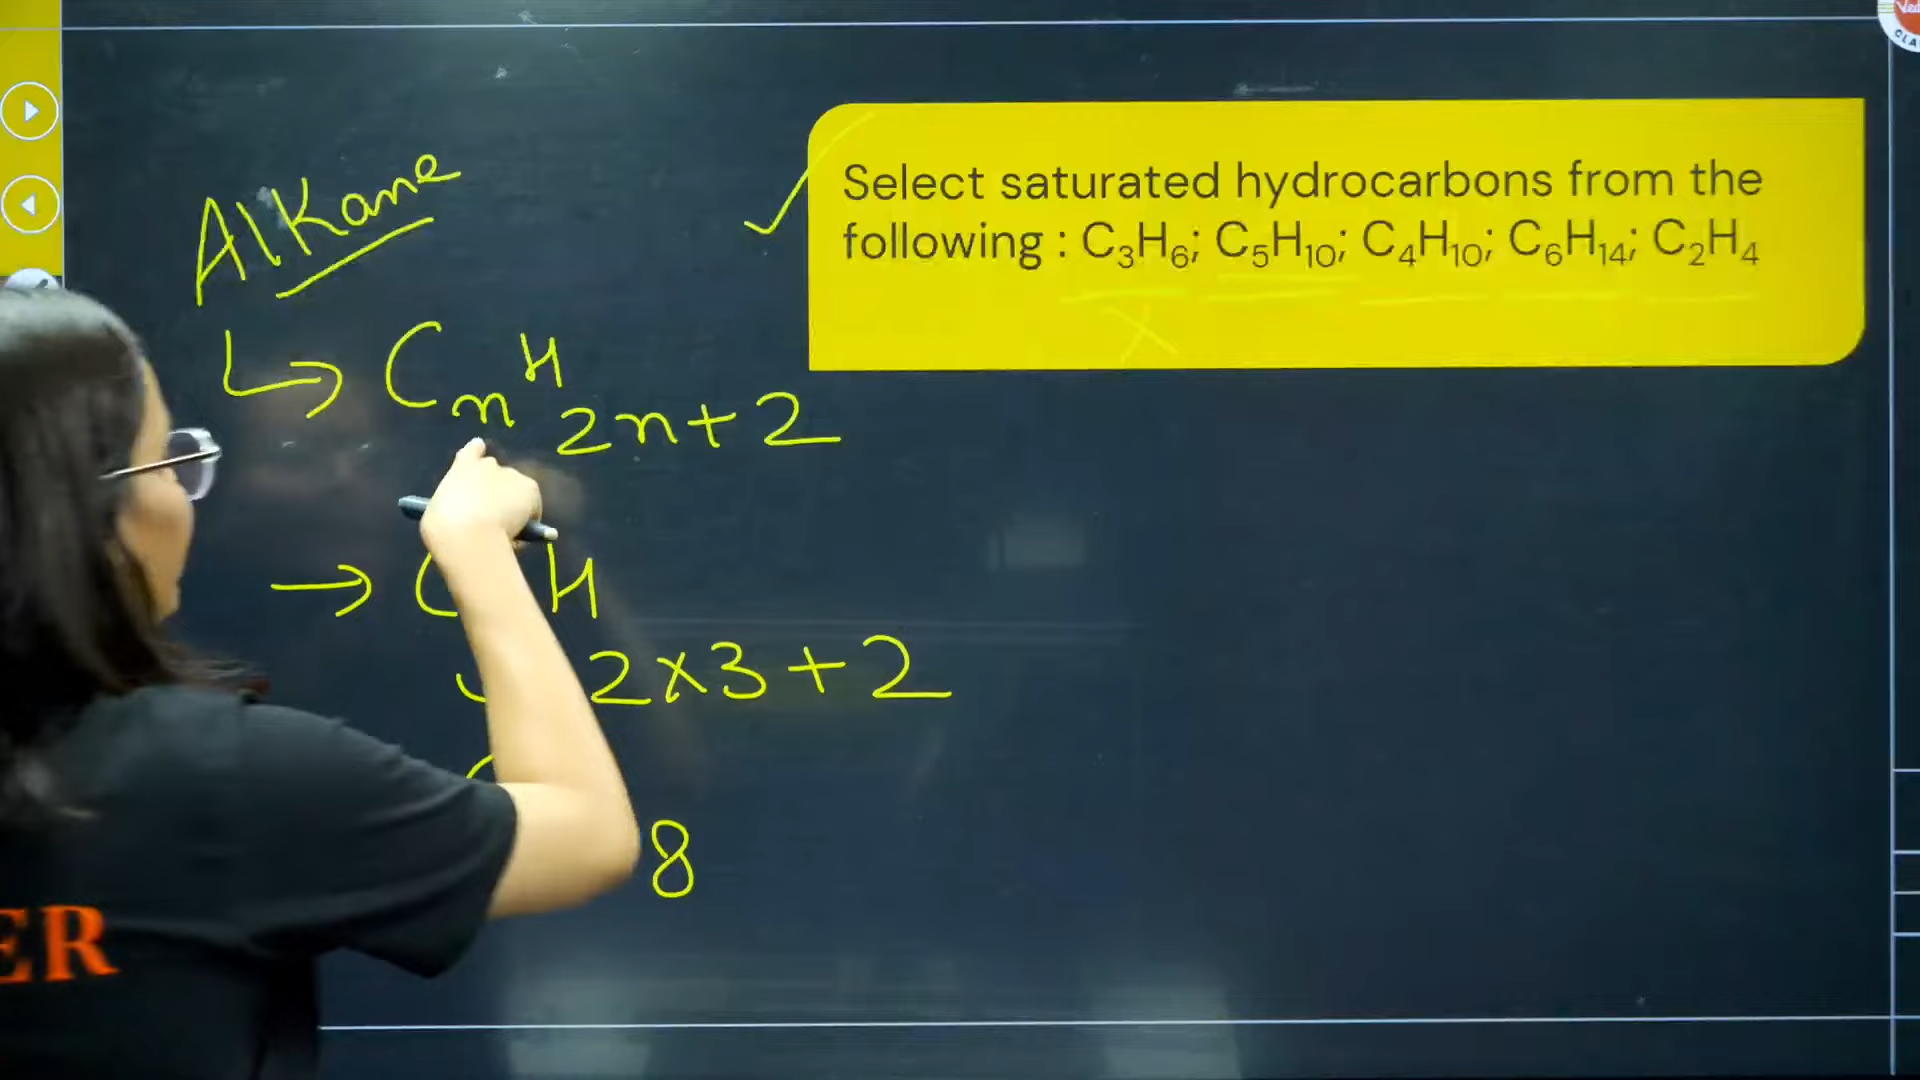 Select saturated hydrocarbons from the
following : C₃H₆; C₅H₁₀; C₄H₁₀; C₆H₁₄; C₂H₄
X
Alkane
↳ CₙH₂ₙ₊₂
→ C H
2×3+2
8
ER